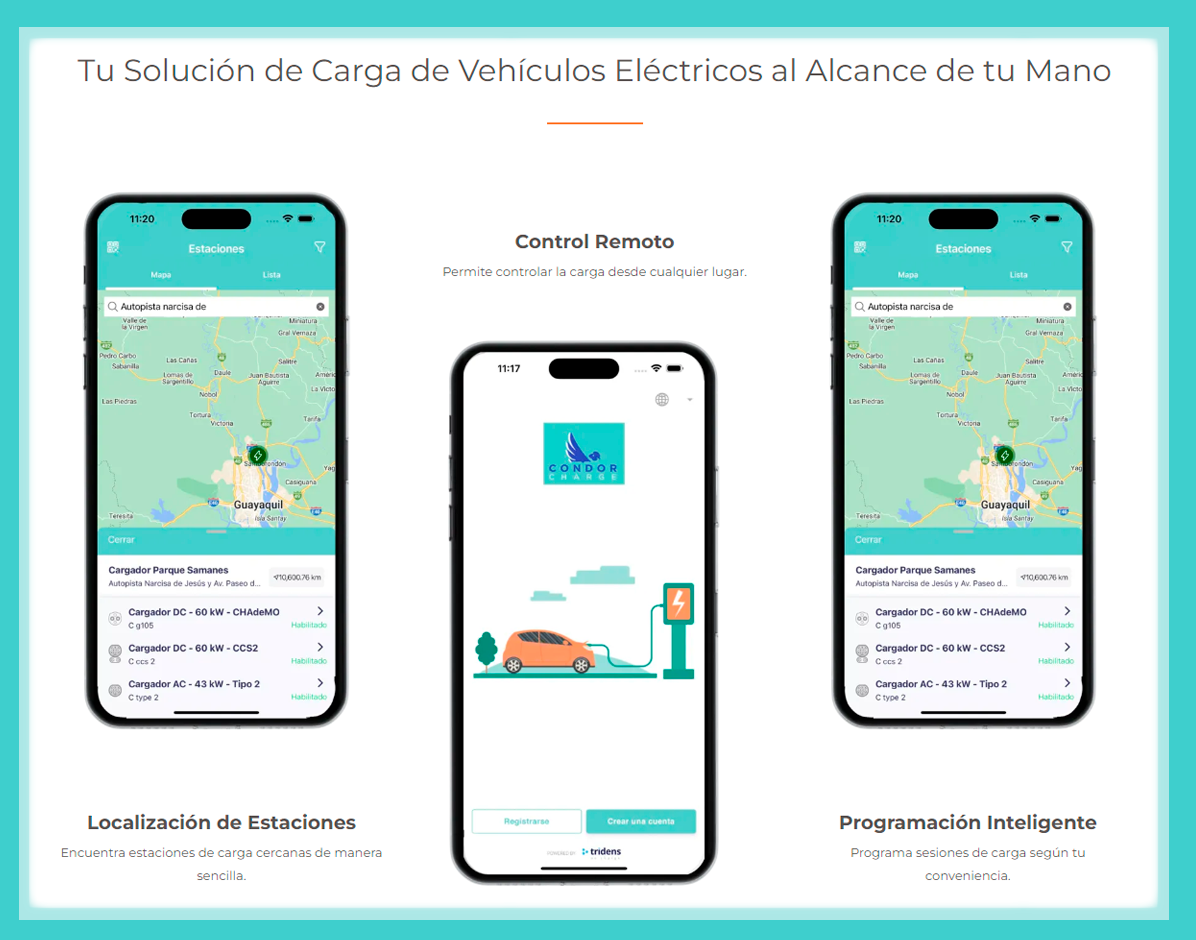 Tu Solución de Carga de Vehículos Eléctricos al Alcance de tu Mano
11:20
Estaciones
Mapa
Lista
Autopista narcisa de
Valle de
la Virgen
Miniatura
Gral Vernaza
Pedro Carbo
Sabanilla
Las Cañas
Salitre
Lomas de
Sargentillo
Daule
Juan Bautista
Aguirre
Nobol
La Victo
Las Piedras
Tortura
Victoria
Tarifa
Casiguana
Guayaquil
Isla Santay
Teresita
Cerrar
Cargador Parque Samanes
Autopista Narcisa de Jesús y Av. Paseo d...
10,600.76 km
Cargador DC - 60 kW - CHAdeMO
C g105
Habilitado
Cargador DC - 60 kW - CCS2
C ccs 2
Habilitado
Cargador AC - 43 kW - Tipo 2
C type 2
Habilitado
Localización de Estaciones
Encuentra estaciones de carga cercanas de manera
sencilla.
Control Remoto
Permite controlar la carga desde cualquier lugar.
11:17
CONDOR
CHARGE
Registrarse
Crear una cuenta
POWERED BY tridens
11:20
Estaciones
Mapa
Lista
Autopista narcisa de
Valle de
la Virgen
Miniatura
Gral Vernaza
Pedro Carbo
Sabanilla
Las Cañas
Salitre
Lomas de
Sargentillo
Daule
Juan Bautista
Aguirre
Nobol
La Victo
Las Piedras
Tortura
Victoria
Tarifa
Casiguana
Guayaquil
Isla Santay
Teresita
Cerrar
Cargador Parque Samanes
Autopista Narcisa de Jesús y Av. Paseo d...
10,600.76 km
Cargador DC - 60 kW - CHAdeMO
C g105
Habilitado
Cargador DC - 60 kW - CCS2
C ccs 2
Habilitado
Cargador AC - 43 kW - Tipo 2
C type 2
Habilitado
Programación Inteligente
Programa sesiones de carga según tu
conveniencia.